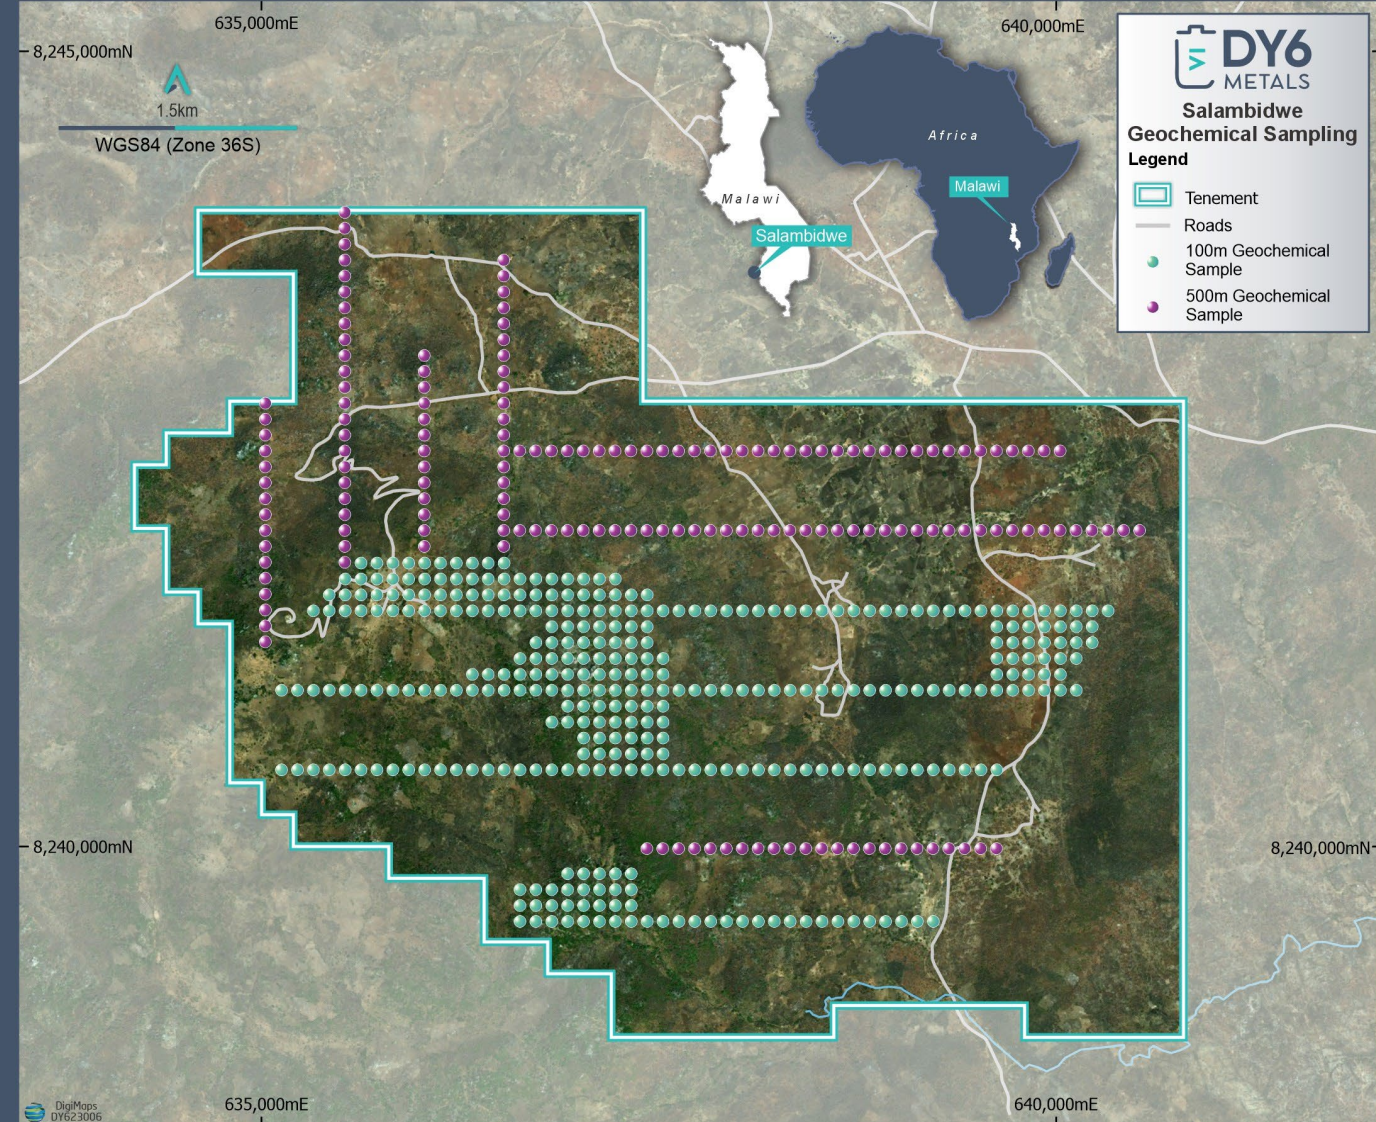 635,000mE
640,000mE
8,245,000mN
1.5km
WGS84 (Zone 36S)
DY6
METALS
Salambidwe
Geochemical Sampling
Legend
Tenement
Roads
100m Geochemical
Sample
500m Geochemical
Sample
Africa
Malawi
Malawi
Salambidwe
8,240,000mN
8,240,000mN
635,000mE
640,000mE
DigiMaps
DY623006